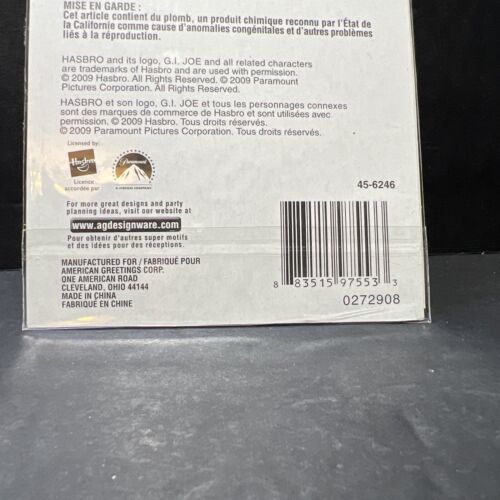 MISE EN GARDE :
Cet article contient du plomb, un produit chimique reconnu par l'État de
la Californie comme cause d'anomalies congénitales et d'autres problèmes
liés à la réproduction.
HASBRO and its logo, G.I. JOE and all related characters
are trademarks of Hasbro and are used with permission.
© 2009 Hasbro. All Rights Reserved. © 2009 Paramount
Pictures Corporation. All Rights Reserved.
HASBRO et son logo, G.I. JOE et tous les personnages connexes
sont des marques de commerce de Hasbro et sont utilisées avec
permission. © 2009 Hasbro. Tous droits réservés.
© 2009 Paramount Pictures Corporation. Tous droits réservés.
Licensed by:
Hasbro
Paramount
Licence
accordée par
A VIACOM COMPANY
45-6246
For more great designs and party
planning ideas, visit our website at
www.agdesignware.com
Pour obtenir d'autres super motifs
et des idées pour des réceptions.
MANUFACTURED FOR / FABRIQUÉ POUR
AMERICAN GREETINGS CORP.
ONE AMERICAN ROAD
CLEVELAND, OHIO 44144
MADE IN CHINA
FABRIQUÉ EN CHINE
8 83515 97553 3
0272908